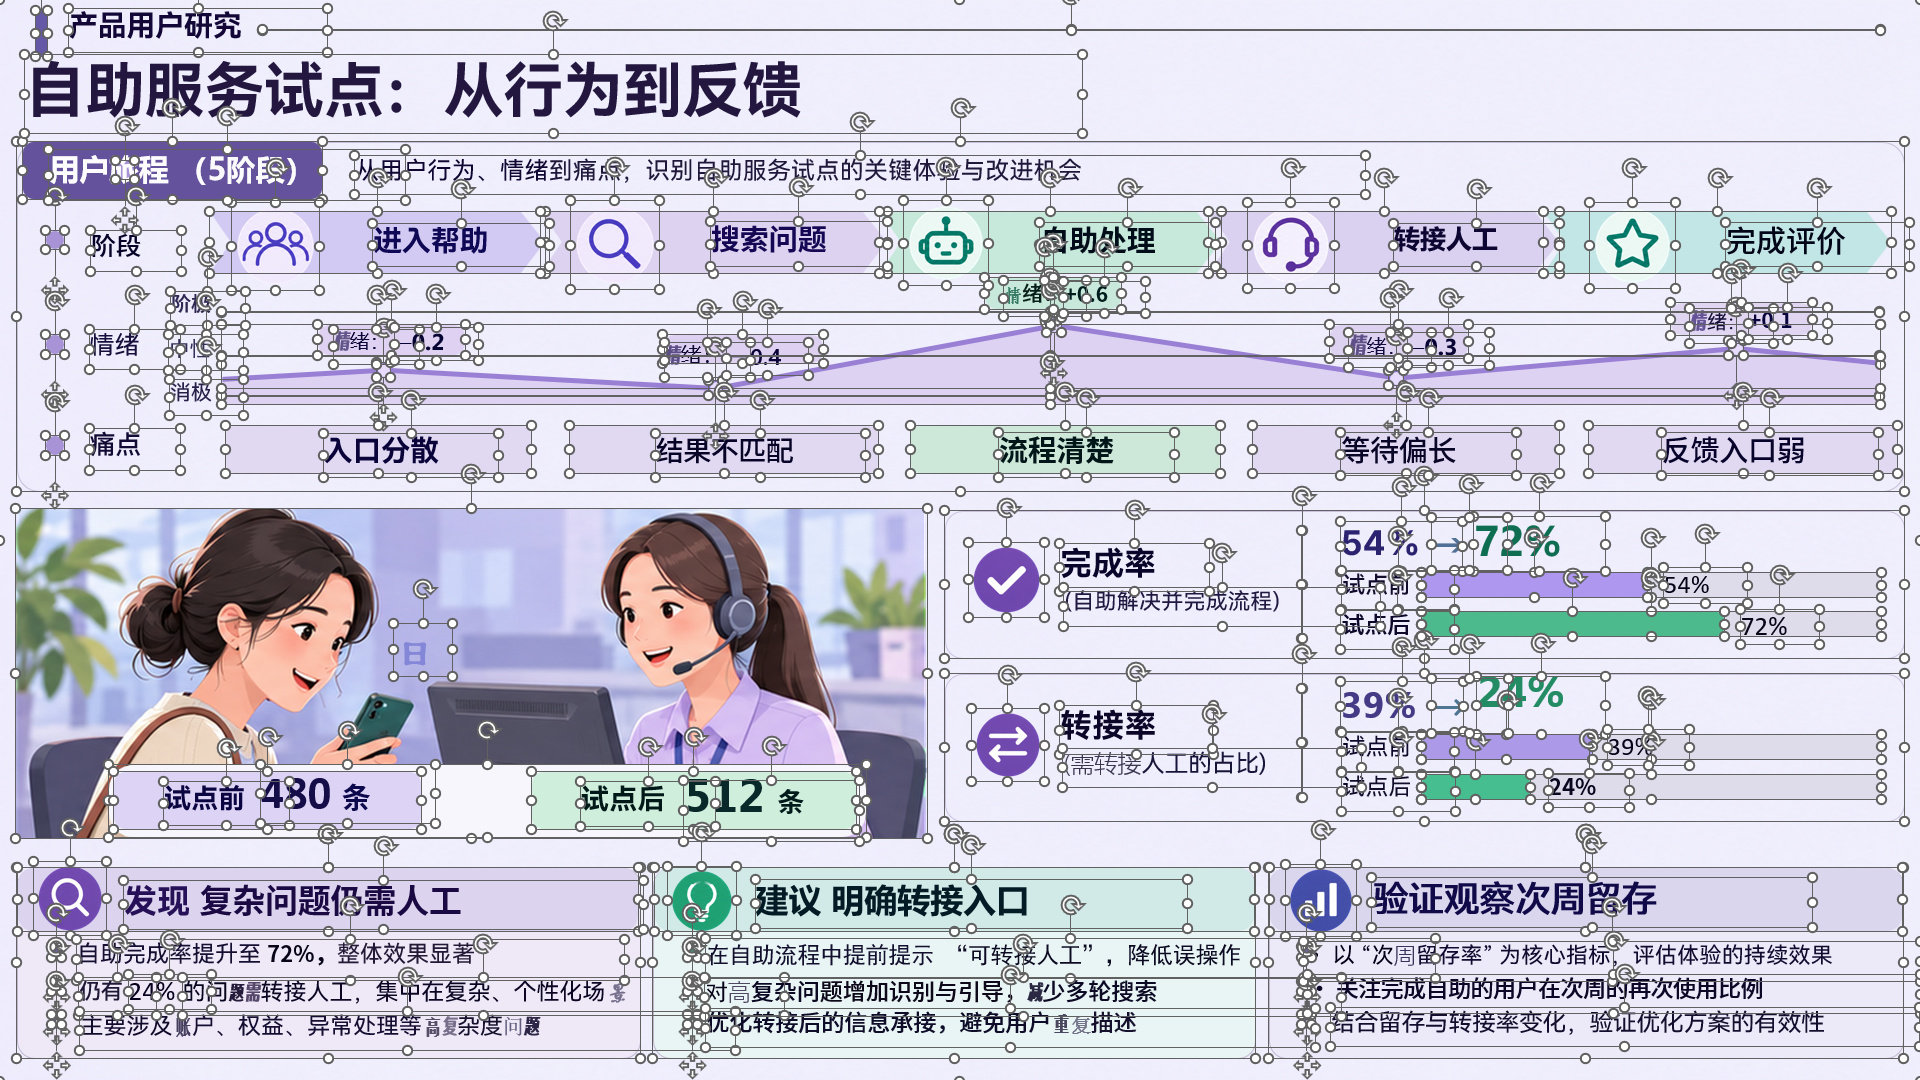 产品用户研究
自助服务试点：从行为到反馈
用户旅程 （5阶段）
从用户行为、情绪到痛点，识别自助服务试点的关键体验与改进机会
阶段
进入帮助
搜索问题
自助处理
转接人工
完成评价
情绪
阶极
中性
消极
情绪：−0.2
情绪：−0.4
情绪：+0.6
情绪：−0.3
情绪：+0.1
痛点
入口分散
结果不匹配
流程清楚
等待偏长
反馈入口弱
日
试点前 480 条
试点后 512 条
完成率
(自助解决并完成流程)
54% → 72%
试点前 54%
试点后 72%
转接率
(需转接人工的占比)
39% → 24%
试点前 39%
试点后 24%
发现 复杂问题仍需人工
自助完成率提升至 72%，整体效果显著
仍有 24% 的问题需转接人工，集中在复杂、个性化场
主要涉及账户、权益、异常处理等高复杂度问题
建议 明确转接入口
在自助流程中提前提示 “可转接人工”，降低误操作
对高复杂问题增加识别与引导，减少多轮搜索
优化转接后的信息承接，避免用户重复描述
验证观察次周留存
以 “次周留存率” 为核心指标，评估体验的持续效果
• 关注完成自助的用户在次周的再次使用比例
结合留存与转接率变化，验证优化方案的有效性